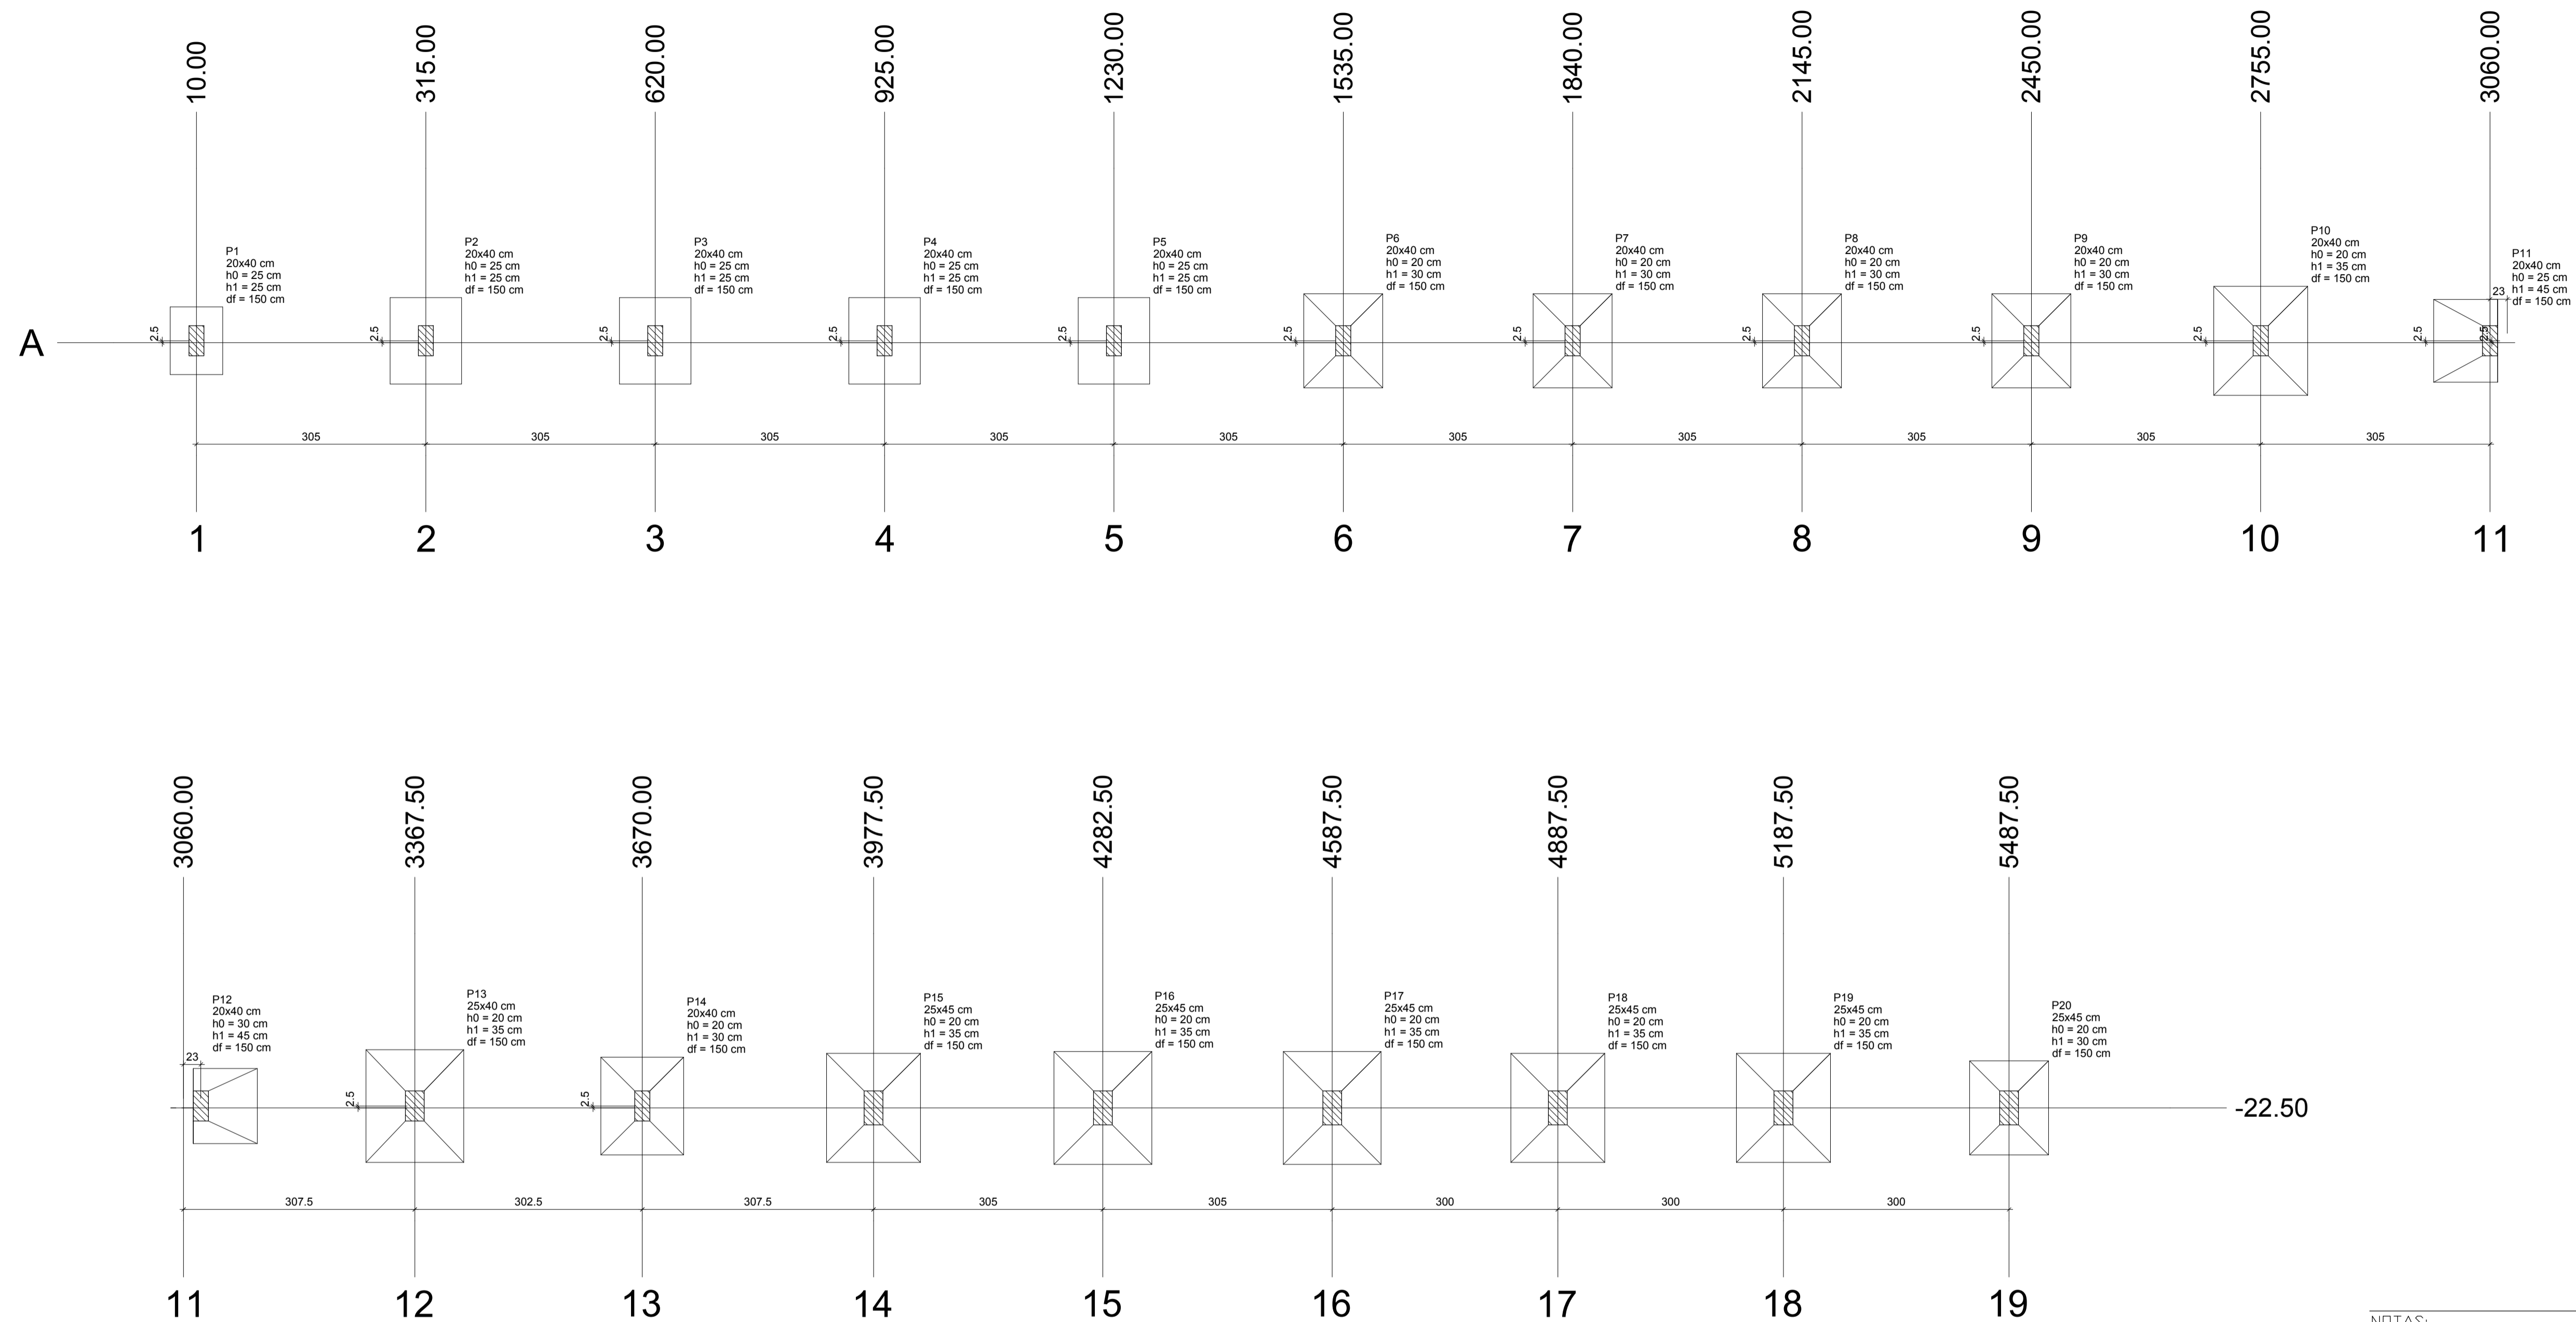 10.00
315.00
620.00
925.00
1230.00
1535.00
1840.00
2145.00
2450.00
2755.00
3060.00
P1
20x40 cm
h0 = 25 cm
h1 = 25 cm
df = 150 cm
P2
20x40 cm
h0 = 25 cm
h1 = 25 cm
df = 150 cm
P3
20x40 cm
h0 = 25 cm
h1 = 25 cm
df = 150 cm
P4
20x40 cm
h0 = 25 cm
h1 = 25 cm
df = 150 cm
P5
20x40 cm
h0 = 25 cm
h1 = 25 cm
df = 150 cm
P6
20x40 cm
h0 = 20 cm
h1 = 30 cm
df = 150 cm
P7
20x40 cm
h0 = 20 cm
h1 = 30 cm
df = 150 cm
P8
20x40 cm
h0 = 20 cm
h1 = 30 cm
df = 150 cm
P9
20x40 cm
h0 = 20 cm
h1 = 30 cm
df = 150 cm
P10
20x40 cm
h0 = 20 cm
h1 = 35 cm
df = 150 cm
P11
20x40 cm
h0 = 25 cm
h1 = 45 cm
df = 150 cm
23
A
2.5
2.5
2.5
2.5
2.5
2.5
2.5
2.5
2.5
2.5
2.5
2.5
305
305
305
305
305
305
305
305
305
305
1
2
3
4
5
6
7
8
9
10
11
3060.00
3367.50
3670.00
3977.50
4282.50
4587.50
4887.50
5187.50
5487.50
P12
20x40 cm
h0 = 30 cm
h1 = 45 cm
df = 150 cm
23
P13
25x40 cm
h0 = 20 cm
h1 = 35 cm
df = 150 cm
P14
20x40 cm
h0 = 20 cm
h1 = 30 cm
df = 150 cm
P15
25x45 cm
h0 = 20 cm
h1 = 35 cm
df = 150 cm
P16
25x45 cm
h0 = 20 cm
h1 = 35 cm
df = 150 cm
P17
25x45 cm
h0 = 20 cm
h1 = 35 cm
df = 150 cm
P18
25x45 cm
h0 = 20 cm
h1 = 35 cm
df = 150 cm
P19
25x45 cm
h0 = 20 cm
h1 = 35 cm
df = 150 cm
P20
25x45 cm
h0 = 20 cm
h1 = 30 cm
df = 150 cm
2.5
2.5
-22.50
307.5
302.5
307.5
305
305
300
300
300
11
12
13
14
15
16
17
18
19
NOTAS: